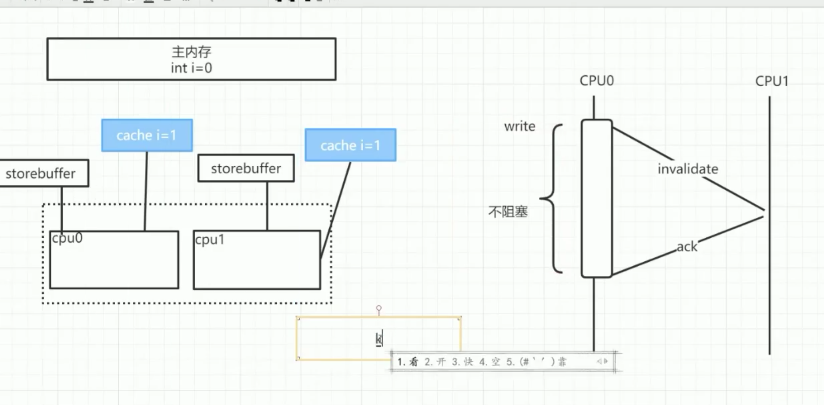 主内存
int i=0
cache i=1
storebuffer
cpu0
storebuffer
cache i=1
cpu1
CPU0
CPU1
write
不阻塞
invalidate
ack
k
1.看 2.开 3.快 4.空 5.(#`′)靠